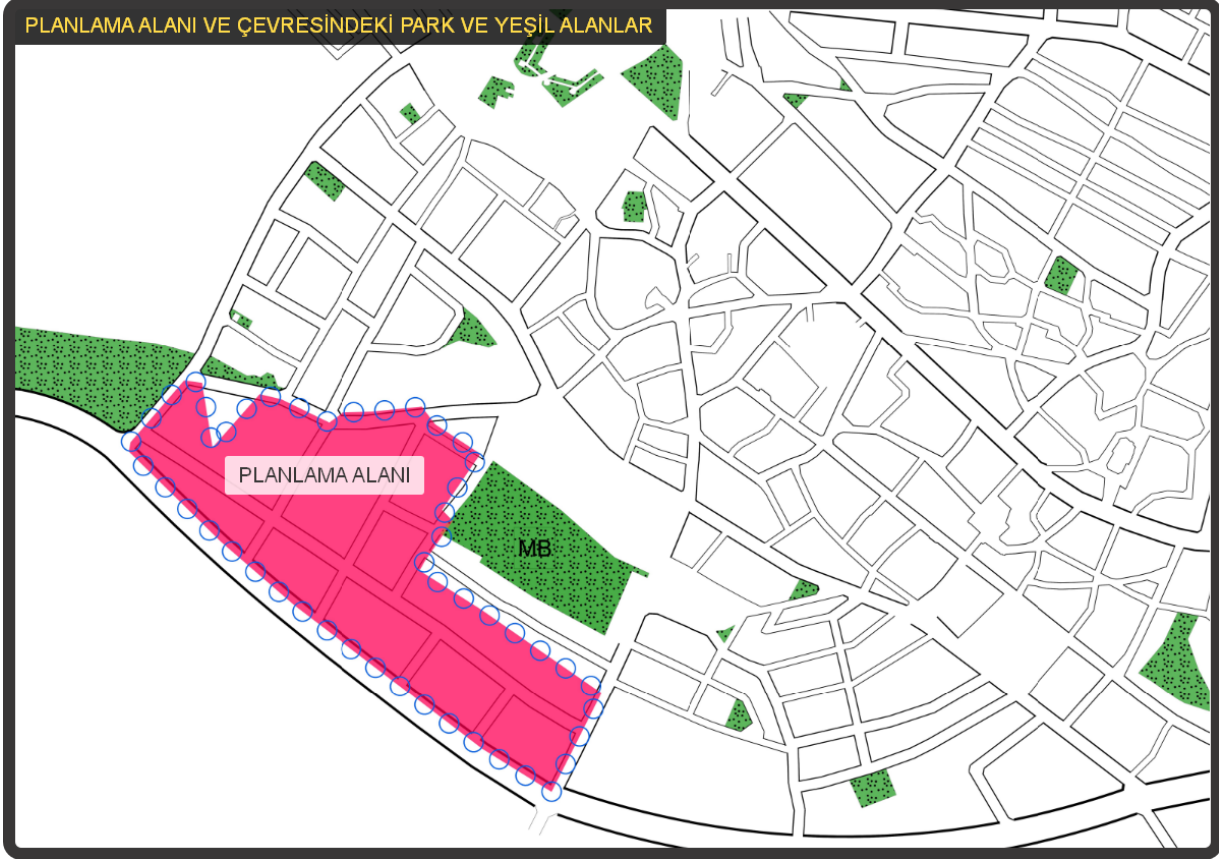 PLANLAMA ALANI VE ÇEVRESİNDEKİ PARK VE YEŞİL ALANLAR
PLANLAMA ALANI
MB